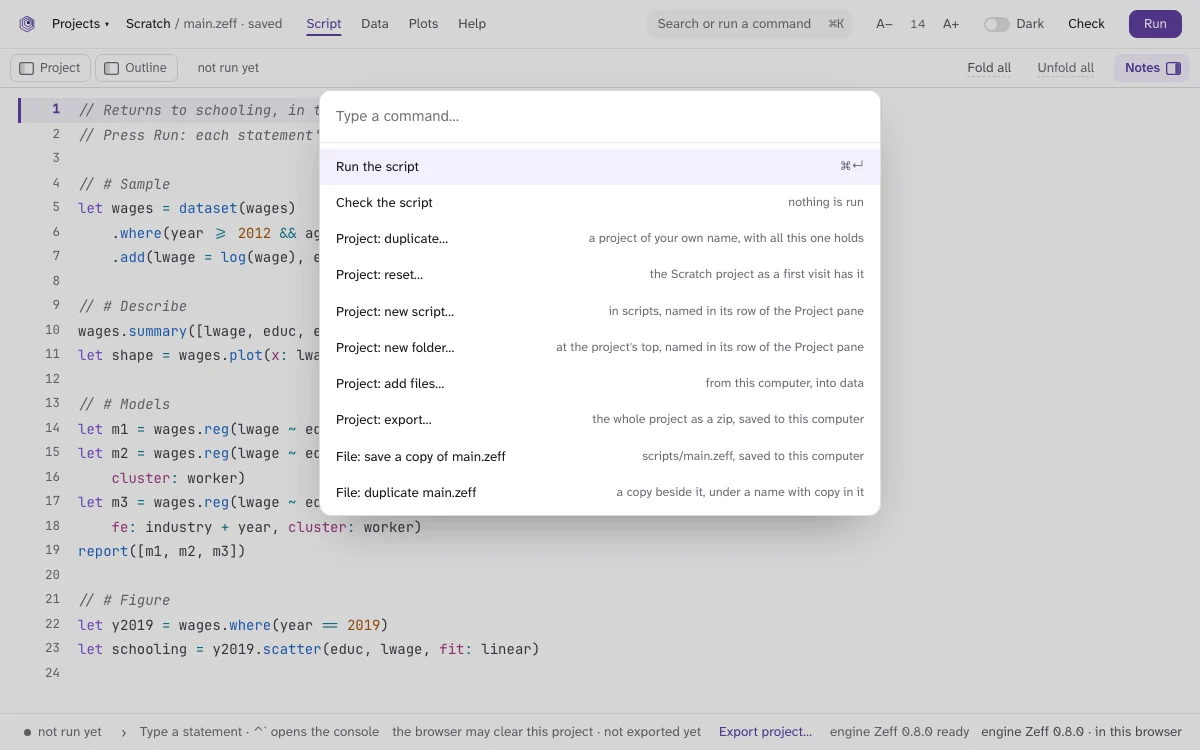 Projects ▾ Scratch / main.zeff · saved Script Data Plots Help Search or run a command ⌘K A– 14 A+ Dark Check Run
Project Outline not run yet Fold all Unfold all Notes
1 // Returns to schooling, in t
2 // Press Run: each statement'
3
4 // # Sample
5 let wages = dataset(wages)
6 .where(year ⩾ 2012 && ag
7 .add(lwage = log(wage), e
8
9 // # Describe
10 wages.summary([lwage, educ, e
11 let shape = wages.plot(x: lwa
12
13 // # Models
14 let m1 = wages.reg(lwage ~ ed
15 let m2 = wages.reg(lwage ~ ed
16 cluster: worker)
17 let m3 = wages.reg(lwage ~ ed
18 fe: industry + year, cluster: worker)
19 report([m1, m2, m3])
20
21 // # Figure
22 let y2019 = wages.where(year == 2019)
23 let schooling = y2019.scatter(educ, lwage, fit: linear)
24
Type a command...
Run the script ⌘↵
Check the script nothing is run
Project: duplicate... a project of your own name, with all this one holds
Project: reset... the Scratch project as a first visit has it
Project: new script... in scripts, named in its row of the Project pane
Project: new folder... at the project's top, named in its row of the Project pane
Project: add files... from this computer, into data
Project: export... the whole project as a zip, saved to this computer
File: save a copy of main.zeff scripts/main.zeff, saved to this computer
File: duplicate main.zeff a copy beside it, under a name with copy in it
not run yet › Type a statement · ^` opens the console the browser may clear this project · not exported yet Export project... engine Zeff 0.8.0 ready engine Zeff 0.8.0 · in this browser